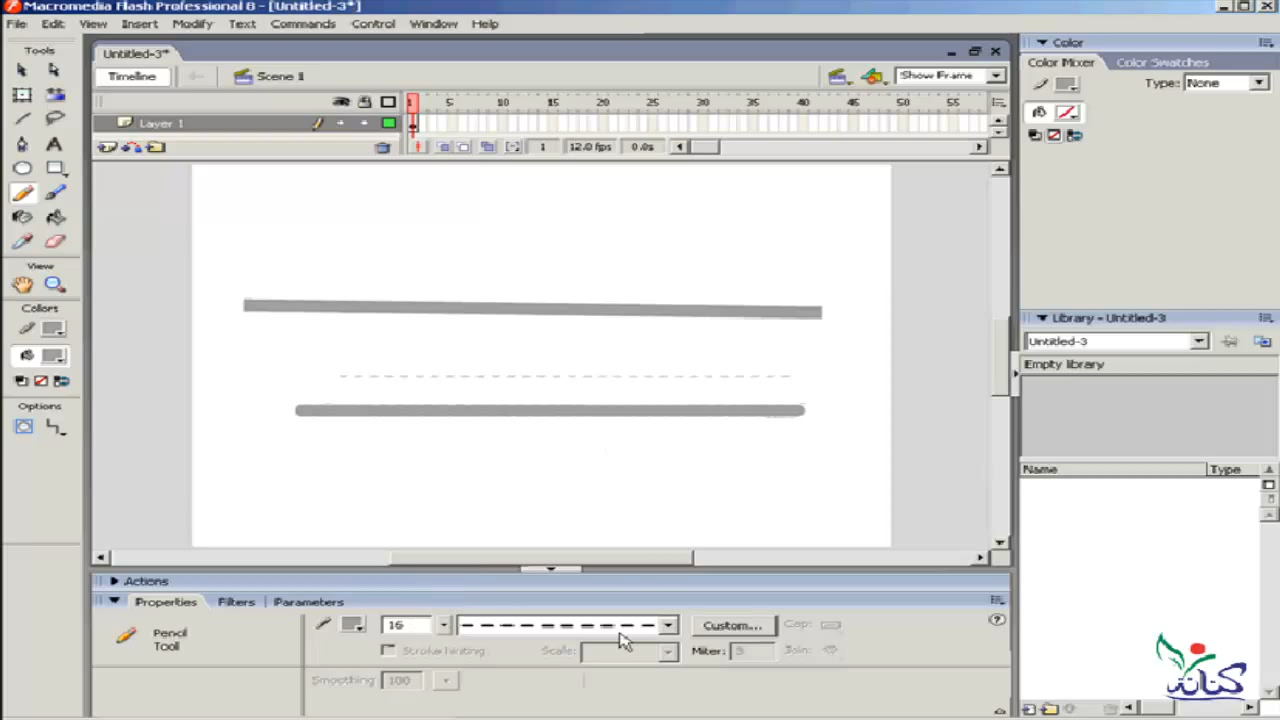 Macromedia Flash Professional 8 - [Untitled-3*]
File Edit View Insert Modify Text Commands Control Window Help
Tools
Untitled-3*
Timeline
Scene 1
Show Frame
1 5 10 15 20 25 30 35 40 45 50 55
Layer 1
1 12.0 fps 0.0s
View
Colors
Options
Color
Color Mixer Color Swatches
Type: None
Library - Untitled-3
Untitled-3
Empty library
Name Type
Actions
Properties Filters Parameters
Pencil
Tool
16
Custom...
Cap:
Stroke hinting
Scale:
Miter: 3
Join:
Smoothing 100
كنانة